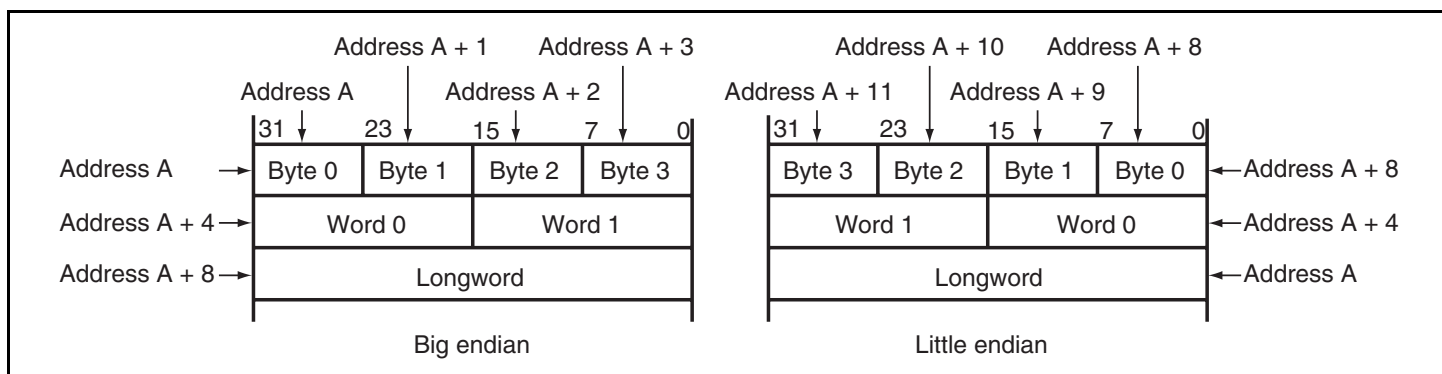 Address A + 1 Address A + 3 Address A + 10 Address A + 8
Address A Address A + 2 Address A + 11 Address A + 9
31 23 15 7 0 31 23 15 7 0
Address A Byte 0 Byte 1 Byte 2 Byte 3 Byte 3 Byte 2 Byte 1 Byte 0 Address A + 8
Address A + 4 Word 0 Word 1 Word 1 Word 0 Address A + 4
Address A + 8 Longword Longword Address A
Big endian Little endian